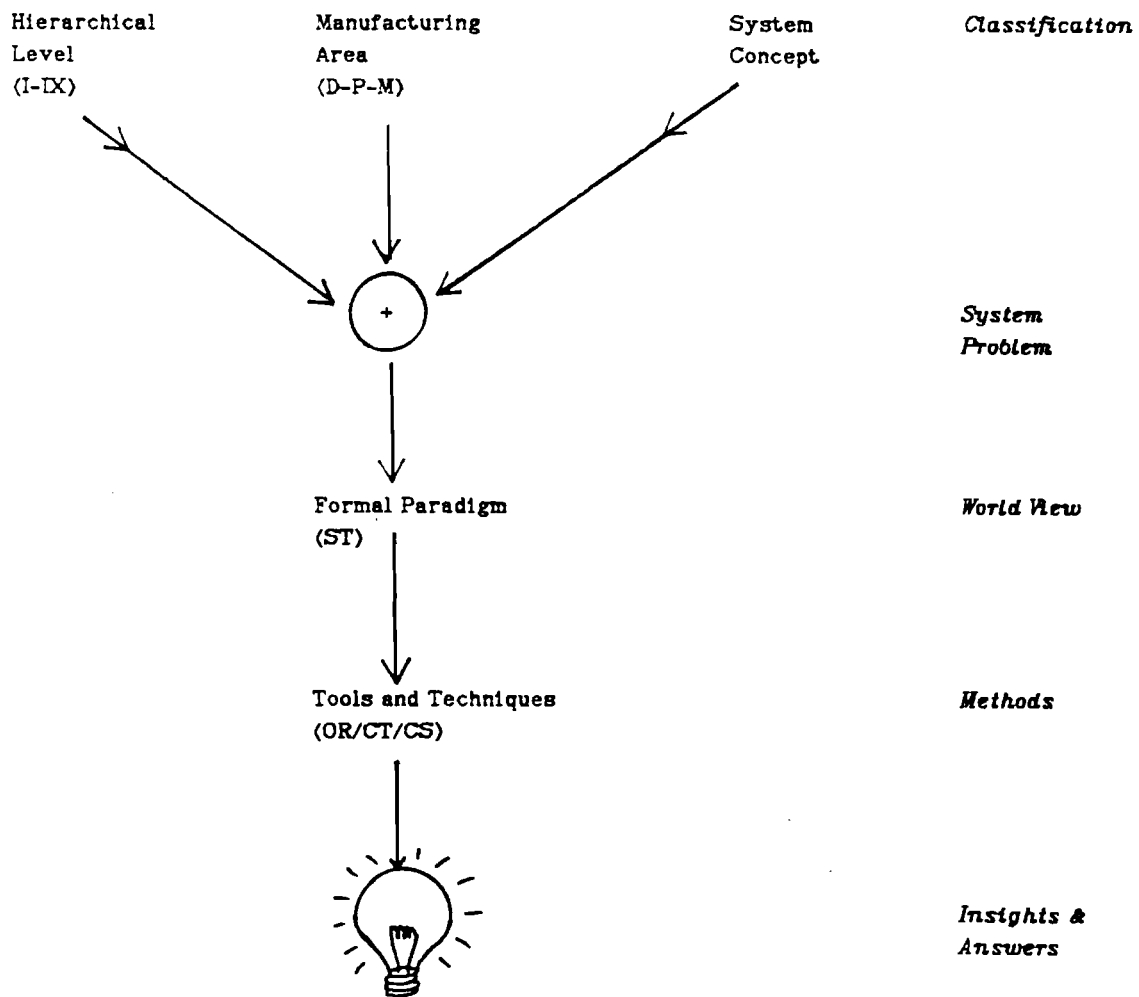 Hierarchical
Level
(I-IX)
Manufacturing
Area
(D-P-M)
System
Concept
Classification
+
System
Problem
Formal Paradigm
(ST)
World View
Tools and Techniques
(OR/CT/CS)
Methods
Insights &
Answers